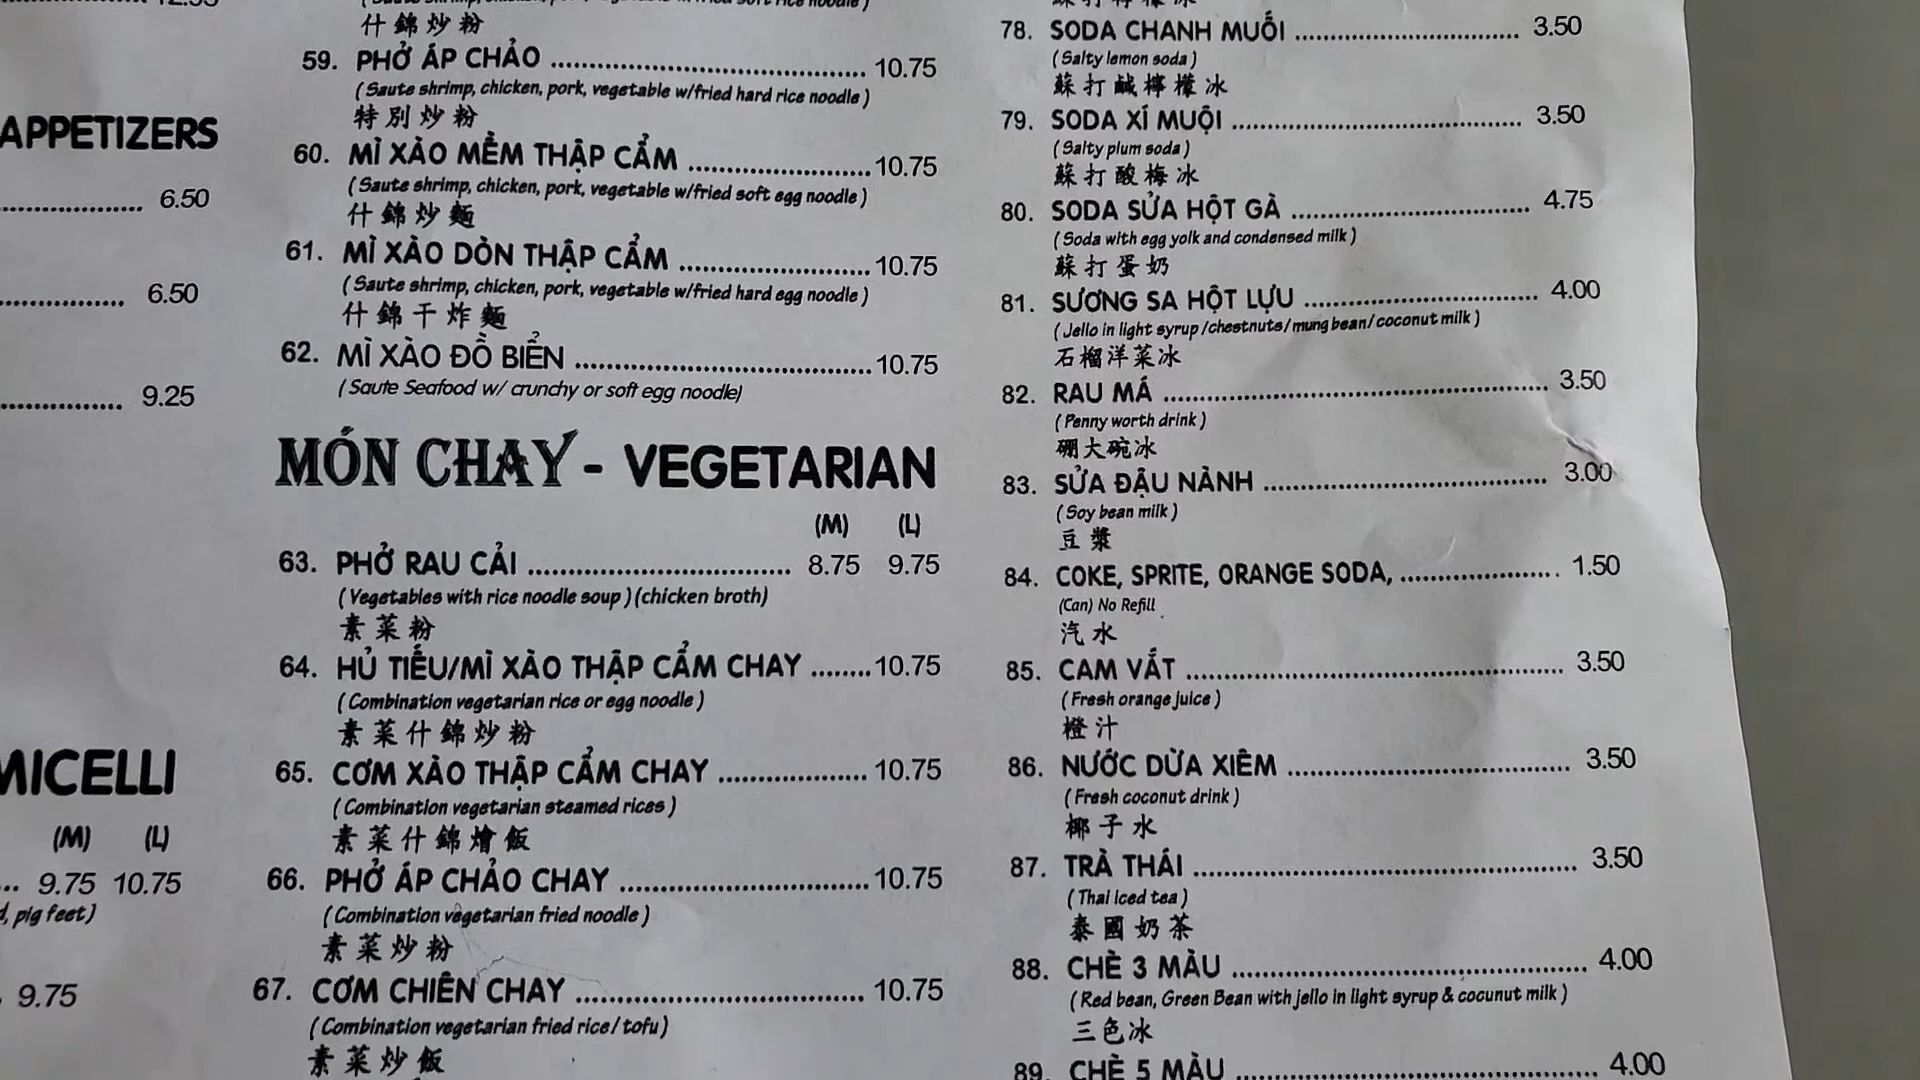 APPETIZERS
6.50
6.50
9.25
MICELLI
(M) (L)
9.75 10.75
, pig feet)
9.75
什錦炒粉
59. PHỞ ÁP CHẢO 10.75
(Saute shrimp, chicken, pork, vegetable w/fried hard rice noodle)
特別炒粉
60. MÌ XÀO MỀM THẬP CẨM 10.75
(Saute shrimp, chicken, pork, vegetable w/fried soft egg noodle)
什錦炒麵
61. MÌ XÀO DÒN THẬP CẨM 10.75
(Saute shrimp, chicken, pork, vegetable w/fried hard egg noodle)
什錦干炸麵
62. MÌ XÀO ĐỒ BIỂN 10.75
(Saute Seafood w/ crunchy or soft egg noodle)
MÓN CHAY - VEGETARIAN
(M) (L)
63. PHỞ RAU CẢI 8.75 9.75
(Vegetables with rice noodle soup)(chicken broth)
素菜粉
64. HỦ TIẾU/MÌ XÀO THẬP CẨM CHAY 10.75
(Combination vegetarian rice or egg noodle)
素菜什錦炒粉
65. CƠM XÀO THẬP CẨM CHAY 10.75
(Combination vegetarian steamed rices)
素菜什錦燴飯
66. PHỞ ÁP CHẢO CHAY 10.75
(Combination vegetarian fried noodle)
素菜炒粉
67. CƠM CHIÊN CHAY 10.75
(Combination vegetarian fried rice/tofu)
素菜炒飯
78. SODA CHANH MUỐI 3.50
(Salty lemon soda)
蘇打鹹檸檬冰
79. SODA XÍ MUỘI 3.50
(Salty plum soda)
蘇打酸梅冰
80. SODA SỬA HỘT GÀ 4.75
(Soda with egg yolk and condensed milk)
蘇打蛋奶
81. SƯƠNG SA HỘT LỰU 4.00
(Jello in light syrup/chestnuts/mung bean/coconut milk)
石榴洋菜冰
82. RAU MÁ 3.50
(Penny worth drink)
硼大碗冰
83. SỬA ĐẬU NÀNH 3.00
(Soy bean milk)
豆漿
84. COKE, SPRITE, ORANGE SODA, 1.50
(Can) No Refill
汽水
85. CAM VẮT 3.50
(Fresh orange juice)
橙汁
86. NƯỚC DỪA XIÊM 3.50
(Fresh coconut drink)
椰子水
87. TRÀ THÁI 3.50
(Thai iced tea)
泰國奶茶
88. CHÈ 3 MÀU 4.00
(Red bean, Green Bean with jello in light syrup & cocunut milk)
三色冰
89. CHÈ 5 MÀU 4.00